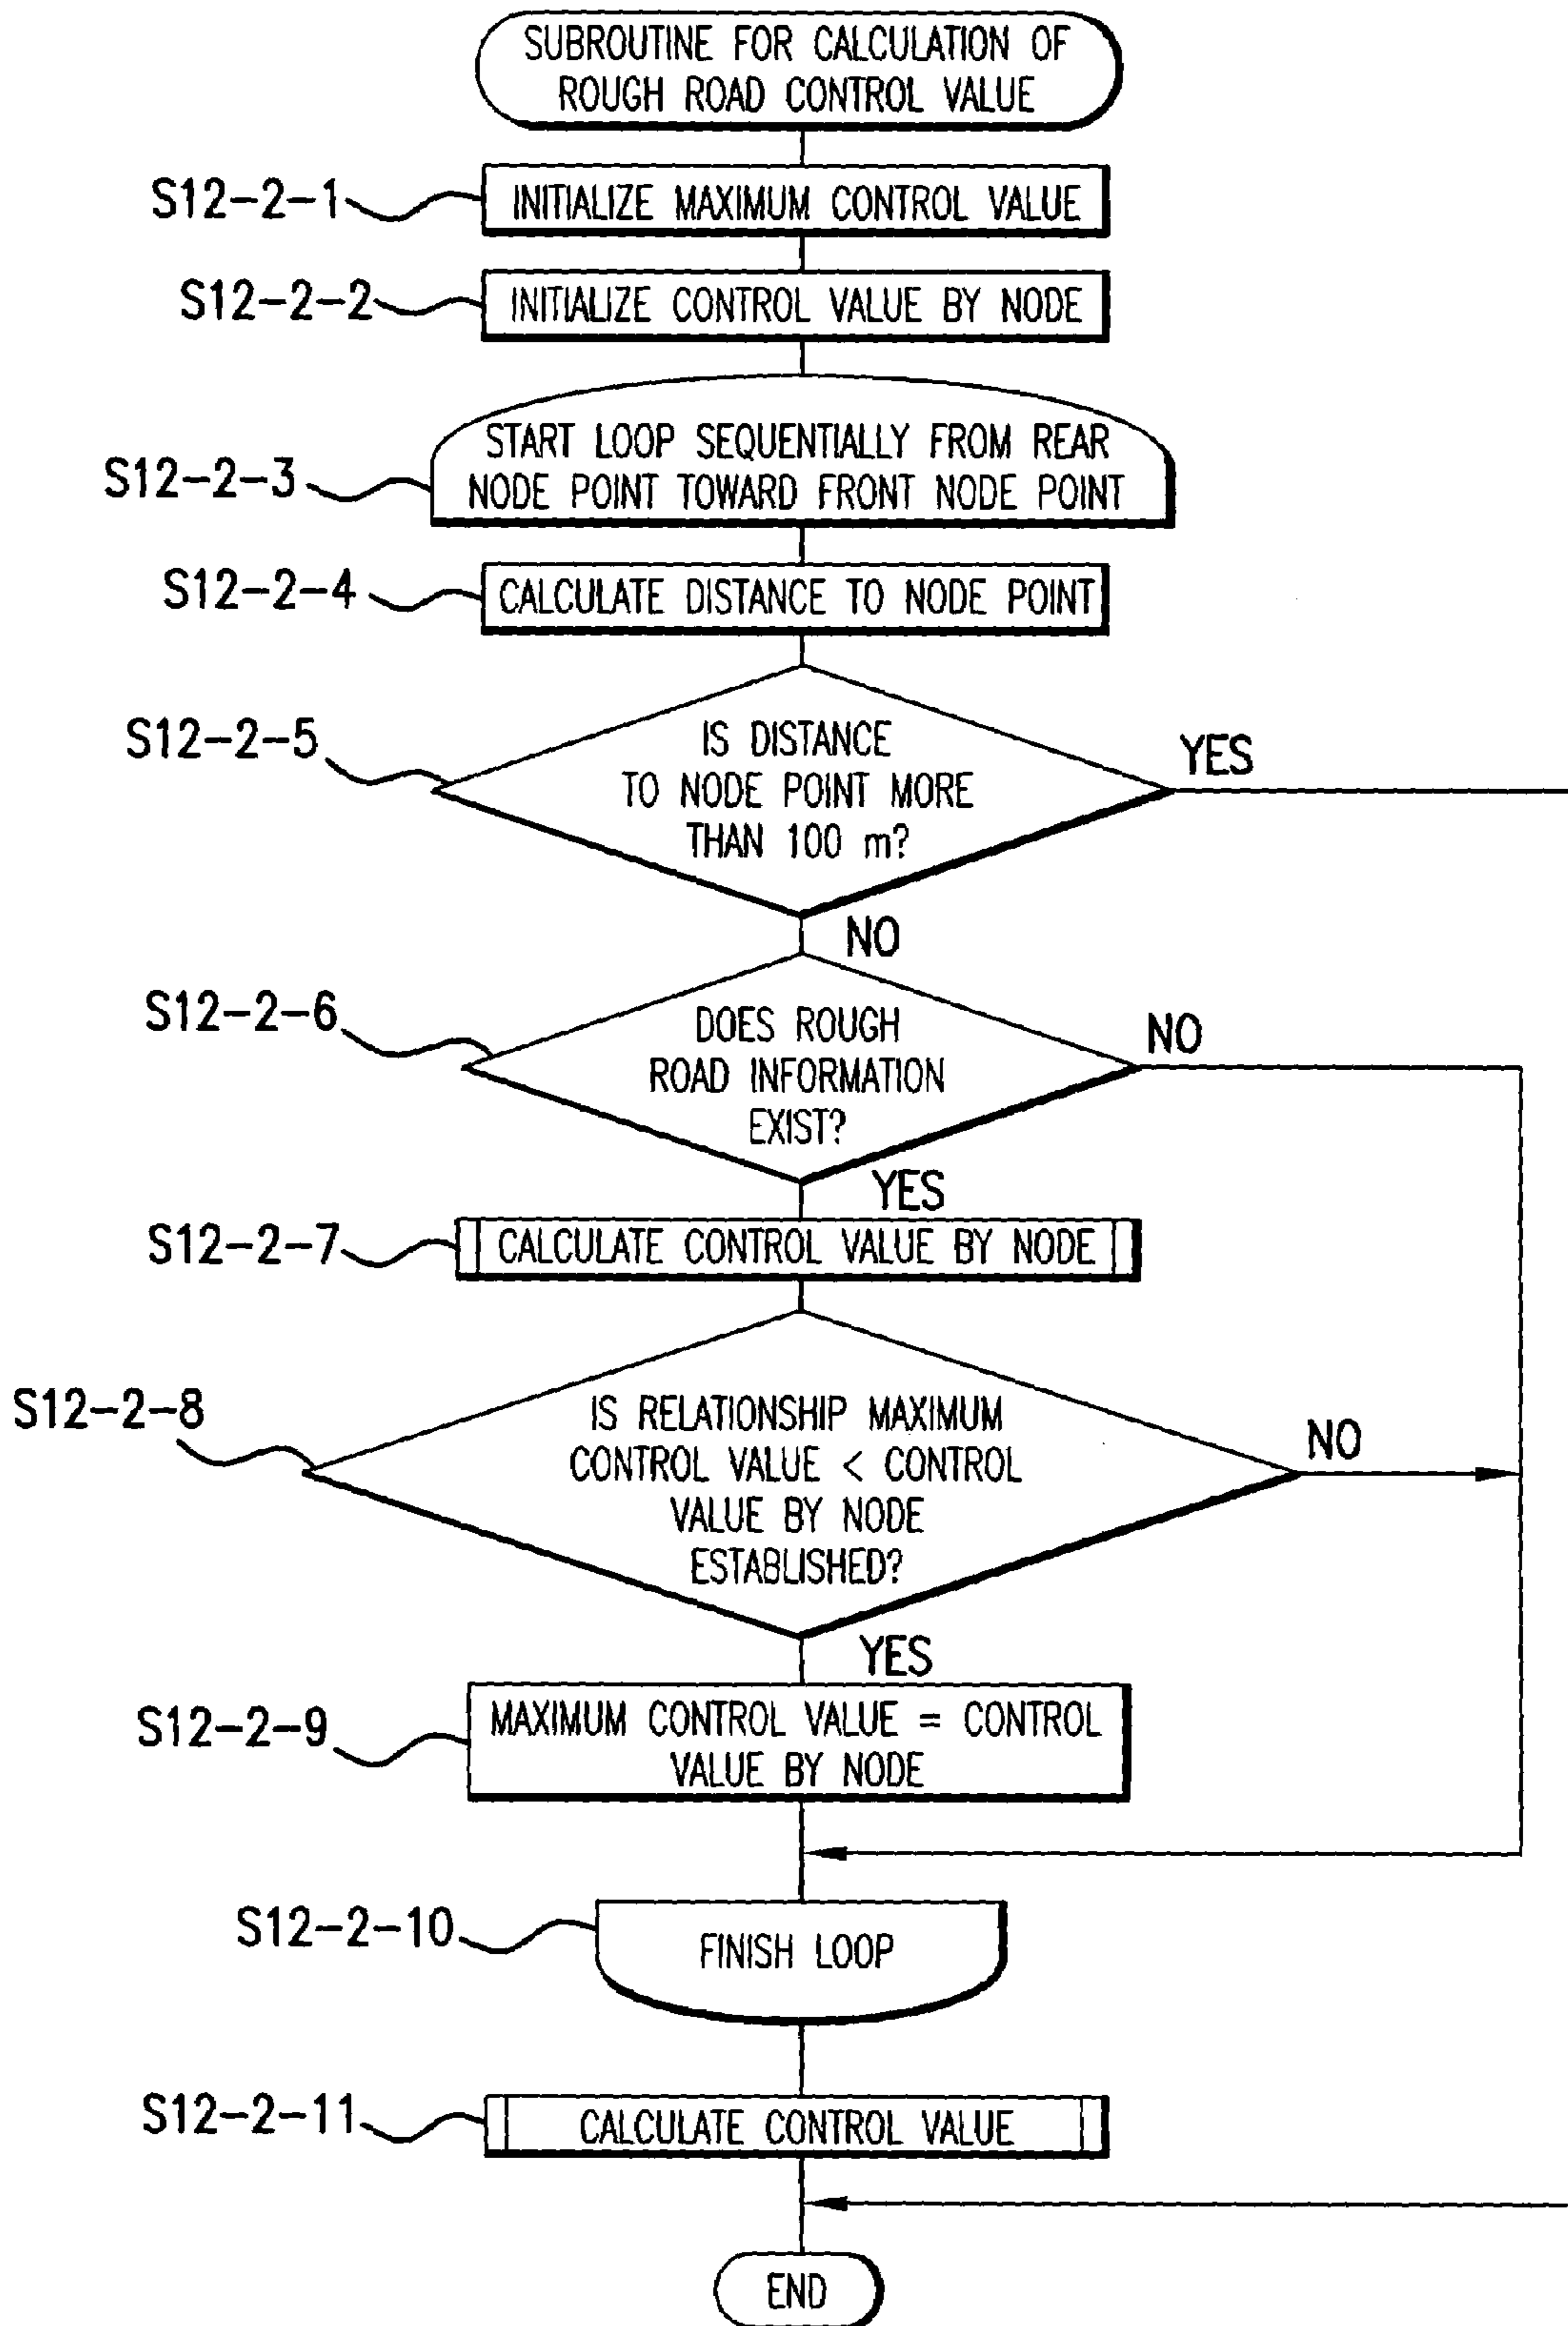 SUBROUTINE FOR CALCULATION OF
ROUGH ROAD CONTROL VALUE
S12-2-1
INITIALIZE MAXIMUM CONTROL VALUE
S12-2-2
INITIALIZE CONTROL VALUE BY NODE
S12-2-3
START LOOP SEQUENTIALLY FROM REAR
NODE POINT TOWARD FRONT NODE POINT
S12-2-4
CALCULATE DISTANCE TO NODE POINT
S12-2-5
IS DISTANCE
TO NODE POINT MORE
THAN 100 m?
YES
NO
S12-2-6
DOES ROUGH
ROAD INFORMATION
EXIST?
NO
YES
S12-2-7
CALCULATE CONTROL VALUE BY NODE
S12-2-8
IS RELATIONSHIP MAXIMUM
CONTROL VALUE < CONTROL
VALUE BY NODE
ESTABLISHED?
NO
YES
S12-2-9
MAXIMUM CONTROL VALUE = CONTROL
VALUE BY NODE
S12-2-10
FINISH LOOP
S12-2-11
CALCULATE CONTROL VALUE
END